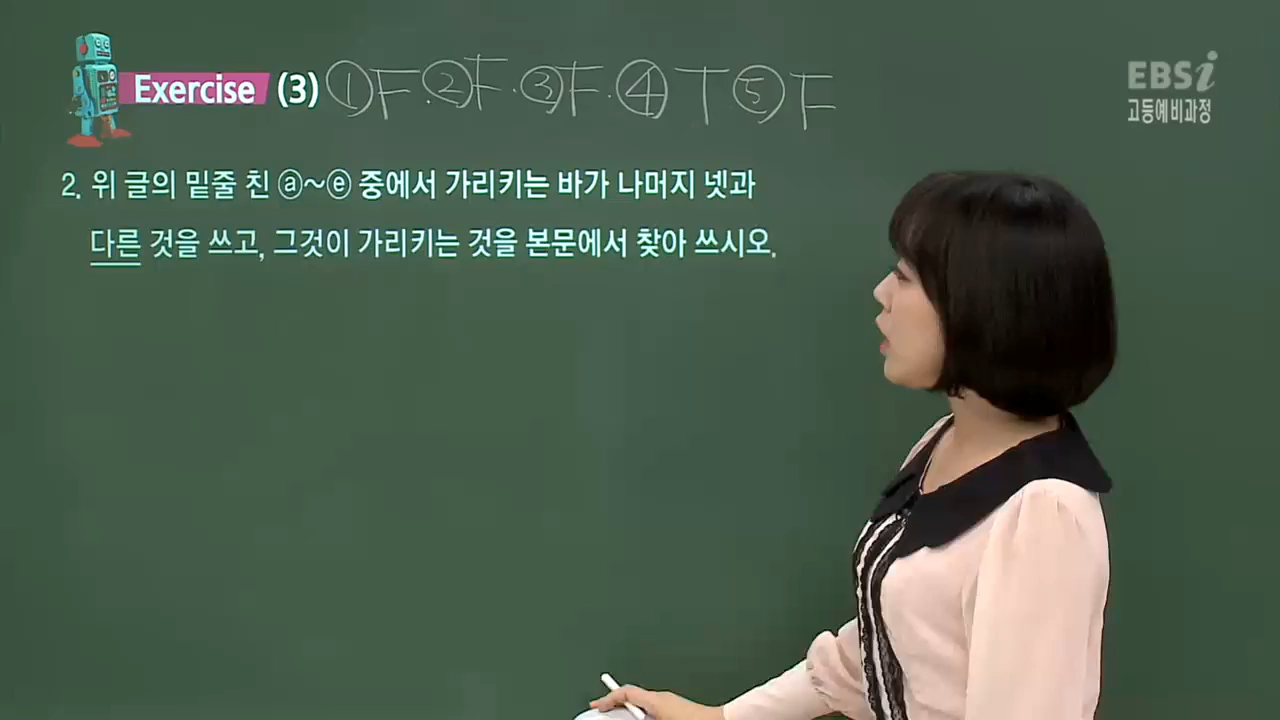 Exercise (3) ①F. ②F. ③F. ④T ⑤F
EBSi
고등예비과정
2. 위 글의 밑줄 친 ⓐ~ⓔ 중에서 가리키는 바가 나머지 넷과
다른 것을 쓰고, 그것이 가리키는 것을 본문에서 찾아 쓰시오.